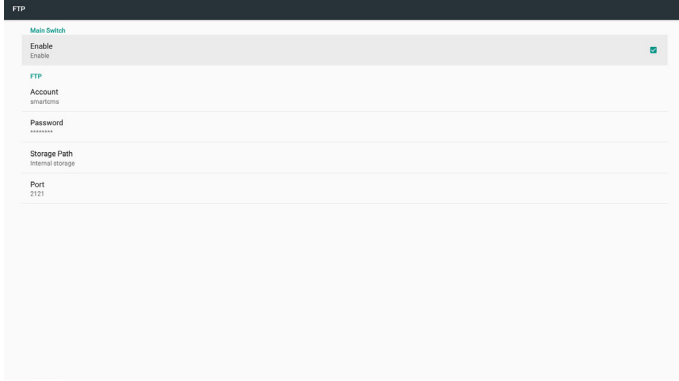 FTP
Main Switch
Enable
Enable
FTP
Account
smartcms
Password
********
Storage Path
Internal storage
Port
2121